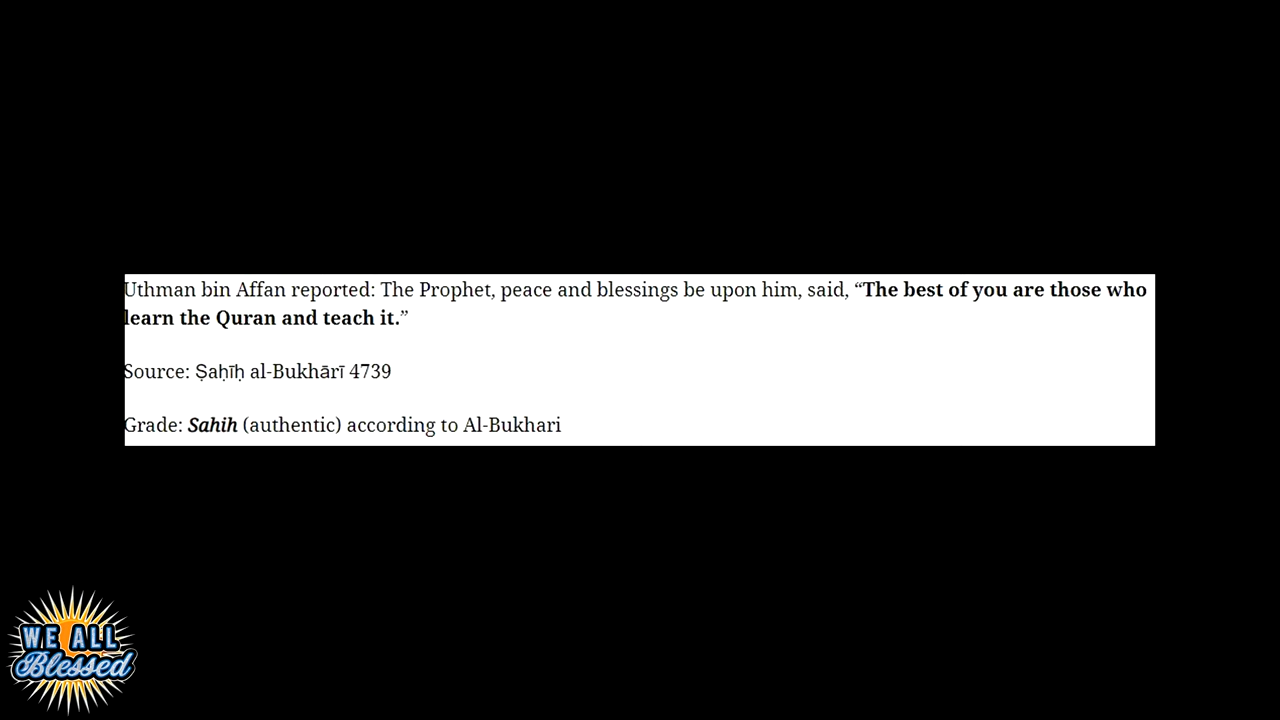 Uthman bin Affan reported: The Prophet, peace and blessings be upon him, said, “The best of you are those who
learn the Quran and teach it.”
Source: Ṣaḥīḥ al-Bukhārī 4739
Grade: Sahih (authentic) according to Al-Bukhari
WE ALL
Blessed